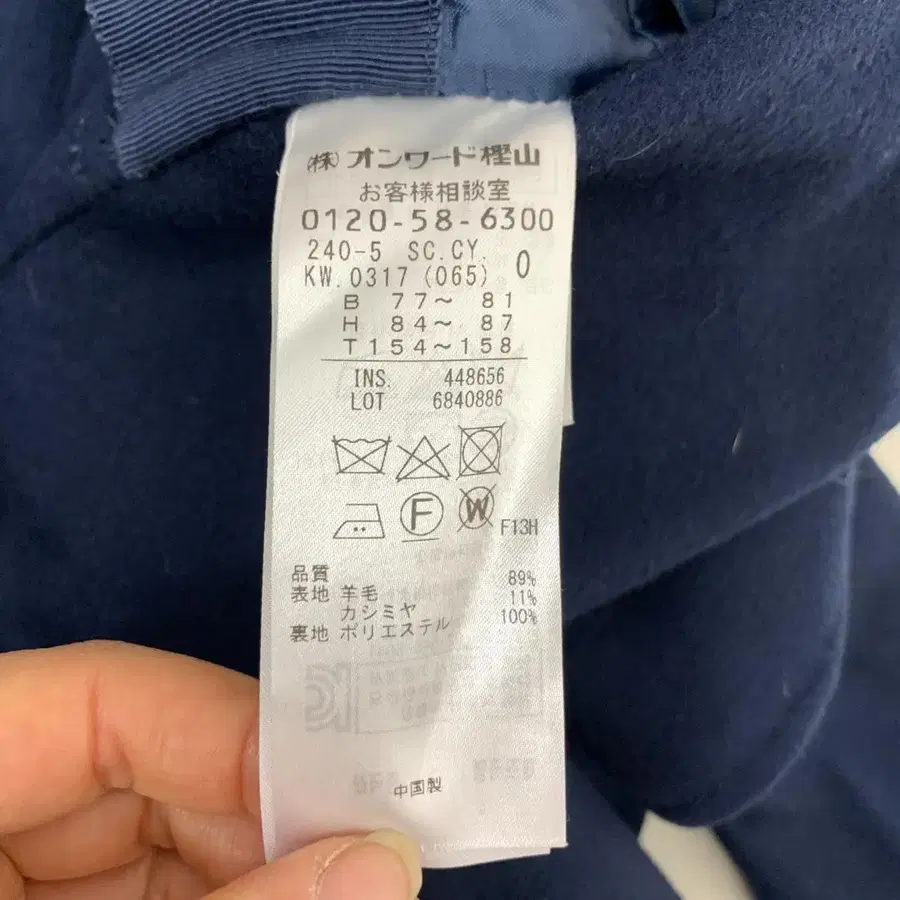 (株)オンワード樫山
お客様相談室
0120-58-6300
240-5 SC.CY. 0
KW.0317 (065)
B 77~ 81
H 84~ 87
T154~158
INS. 448656
LOT 6840886
F
W
F13H
品質
表地 羊毛 89%
カシミヤ 11%
裏地 ポリエステル 100%
中国製